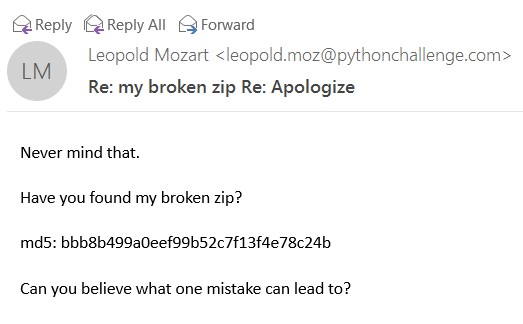 Reply Reply All Forward
LM
Leopold Mozart <leopold.moz@pythonchallenge.com>
Re: my broken zip Re: Apologize
Never mind that.
Have you found my broken zip?
md5: bbb8b499a0eef99b52c7f13f4e78c24b
Can you believe what one mistake can lead to?